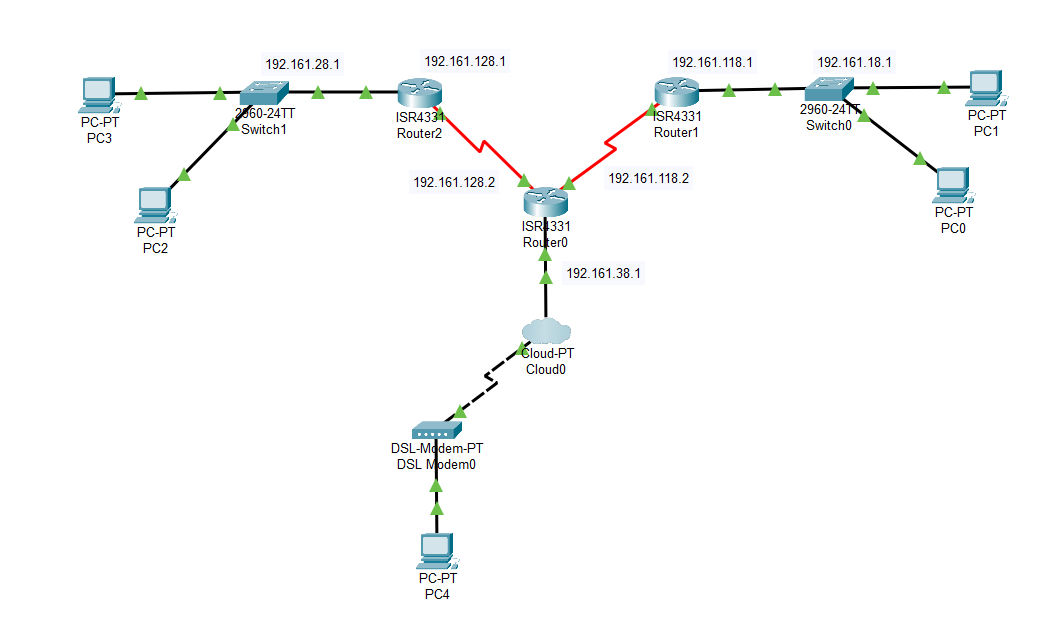 192.161.28.1
192.161.128.1
192.161.118.1
192.161.18.1
PC-PT
PC3
2960-24TT
Switch1
ISR4331
Router2
ISR4331
Router1
2960-24TT
Switch0
PC-PT
PC1
PC-PT
PC2
192.161.128.2
192.161.118.2
ISR4331
Router0
PC-PT
PC0
192.161.38.1
Cloud-PT
Cloud0
DSL-Modem-PT
DSL Modem0
PC-PT
PC4